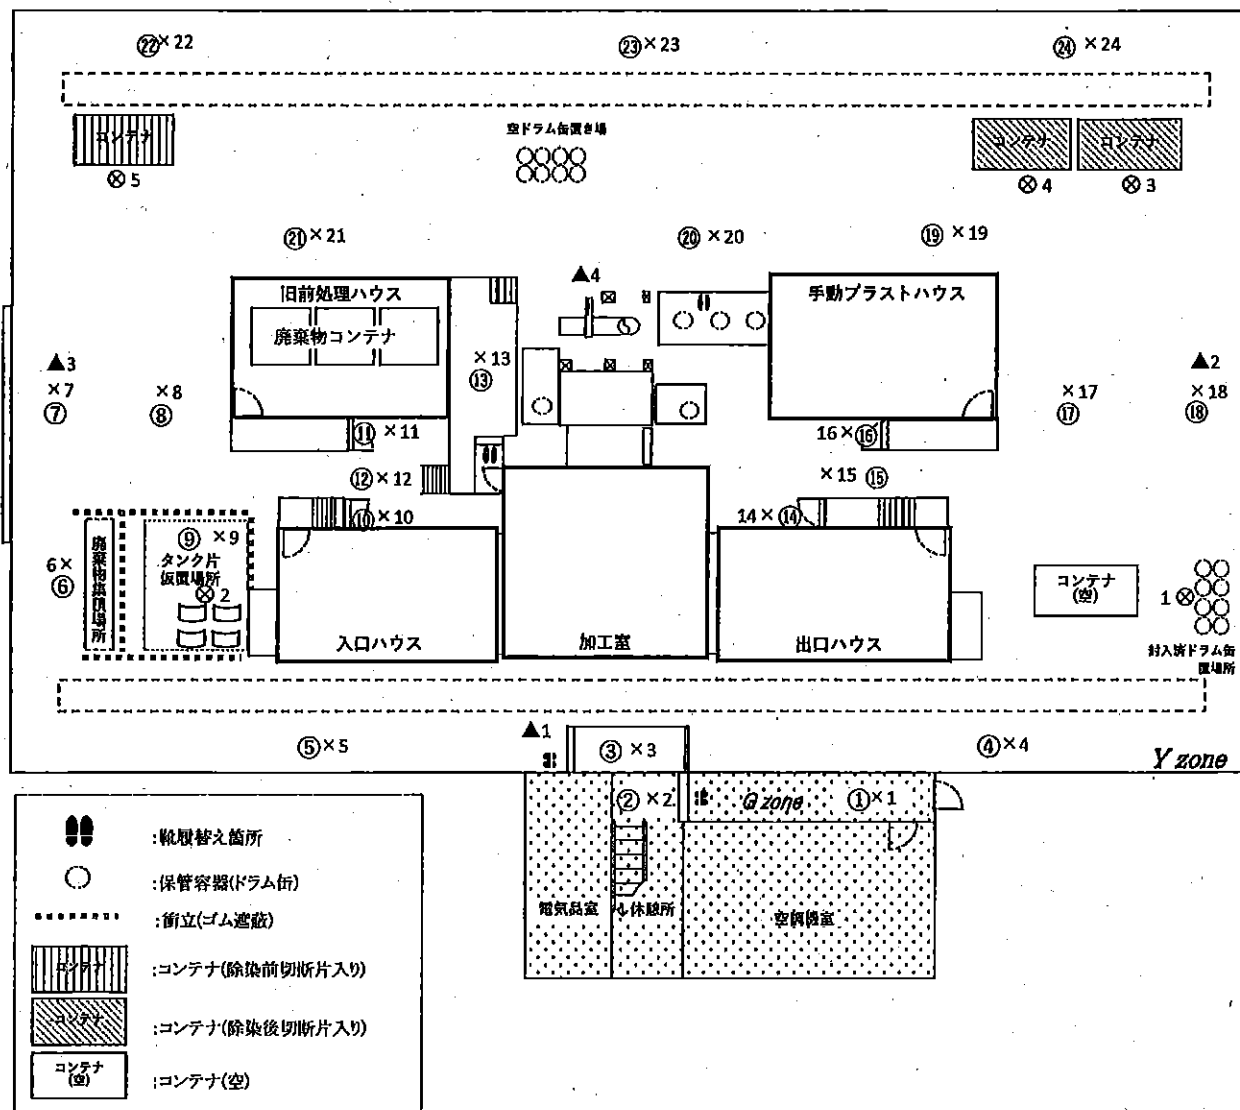 ㉒×22
㉓×23
㉔×24
コンテナ
空ドラム缶置き場
コンテナ
コンテナ
⊗5
⊗4
⊗3
㉑×21
⑳×20
⑲×19
▲4
旧前処理ハウス
廃棄物コンテナ
手動ブラストハウス
×13
⑬
▲3
×7
⑦
×8
⑧
▲2
×18
⑱
×17
⑰
⑪×11
16×⑯
⑫×12
×15⑮
⑩×10
14×⑭
⑨×9
タンク片
仮置場所
⊗2
6×
⑥
廃棄物集積場所
コンテナ
(空)
1⊗
入口ハウス
加工室
出口ハウス
封入済ドラム缶
置場所
▲1
⑤×5
③×3
④×4
Y zone
②×2
G zone
①×1
電気品室
休憩所
空調機室
:靴履替え箇所
:保管容器(ドラム缶)
:衝立(ゴム遮蔽)
コンテナ
:コンテナ(除染前切断片入り)
コンテナ
:コンテナ(除染後切断片入り)
コンテナ
(空)
:コンテナ(空)